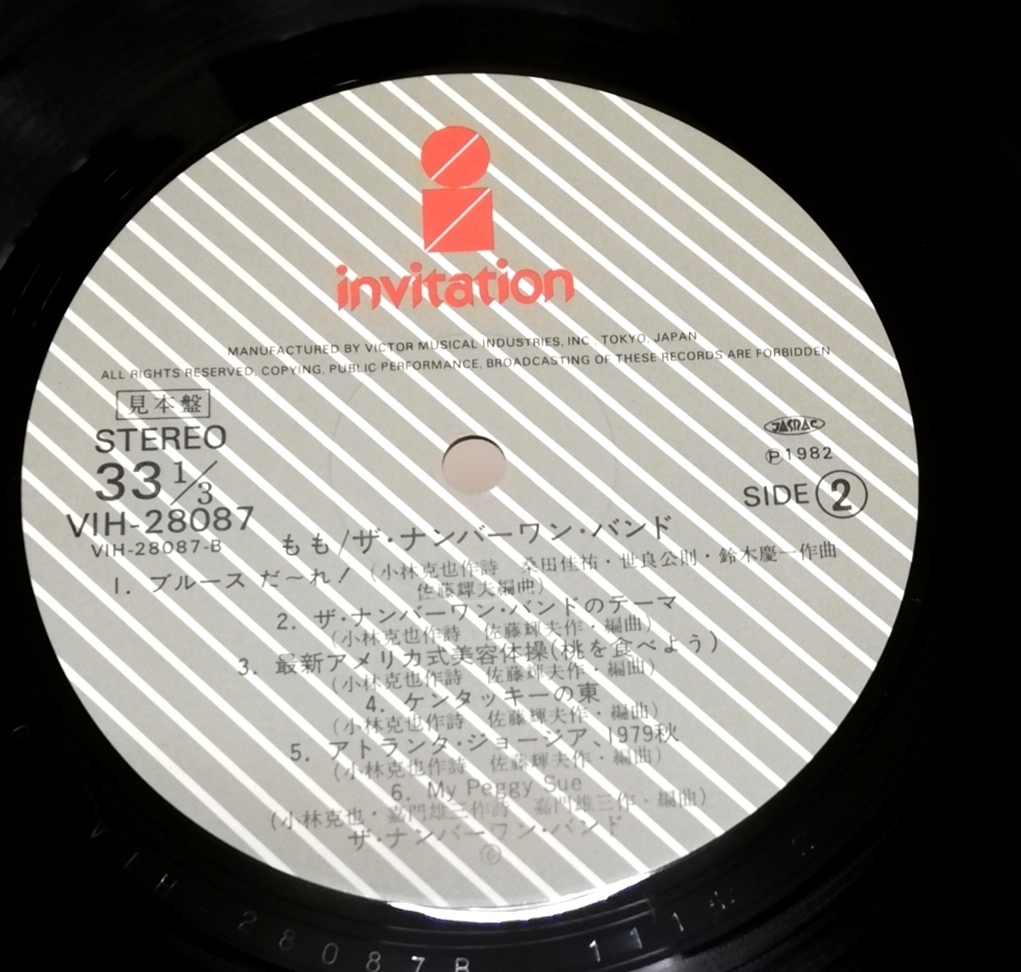 invitation
MANUFACTURED BY VICTOR MUSICAL INDUSTRIES, INC., TOKYO, JAPAN
ALL RIGHTS RESERVED. COPYING, PUBLIC PERFORMANCE, BROADCASTING OF THESE RECORDS ARE FORBIDDEN
見本盤
STEREO
33 1/3
VIH-28087
VIH-28087-B
JASRAC
Ⓟ1982
SIDE 2
もも/ザ・ナンバーワン・バンド
1. ブルース だ〜れ! (小林克也作詩 桑田佳祐・世良公則・鈴木慶一作曲
佐藤輝夫編曲)
2. ザ・ナンバーワン・バンドのテーマ
(小林克也作詩 佐藤輝夫作・編曲)
3. 最新アメリカ式美容体操(桃を食べよう)
(小林克也作詩 佐藤輝夫作・編曲)
4. ケンタッキーの東
(小林克也作詩 佐藤輝夫作・編曲)
5. アトランタ・ジョージア、1979秋
(小林克也作詩 佐藤輝夫作・編曲)
6. My Peggy Sue
(小林克也・嘉門雄三作詩 嘉門雄三作・編曲)
ザ・ナンバーワン・バンド
Ⓒ
VIH-28087B 111